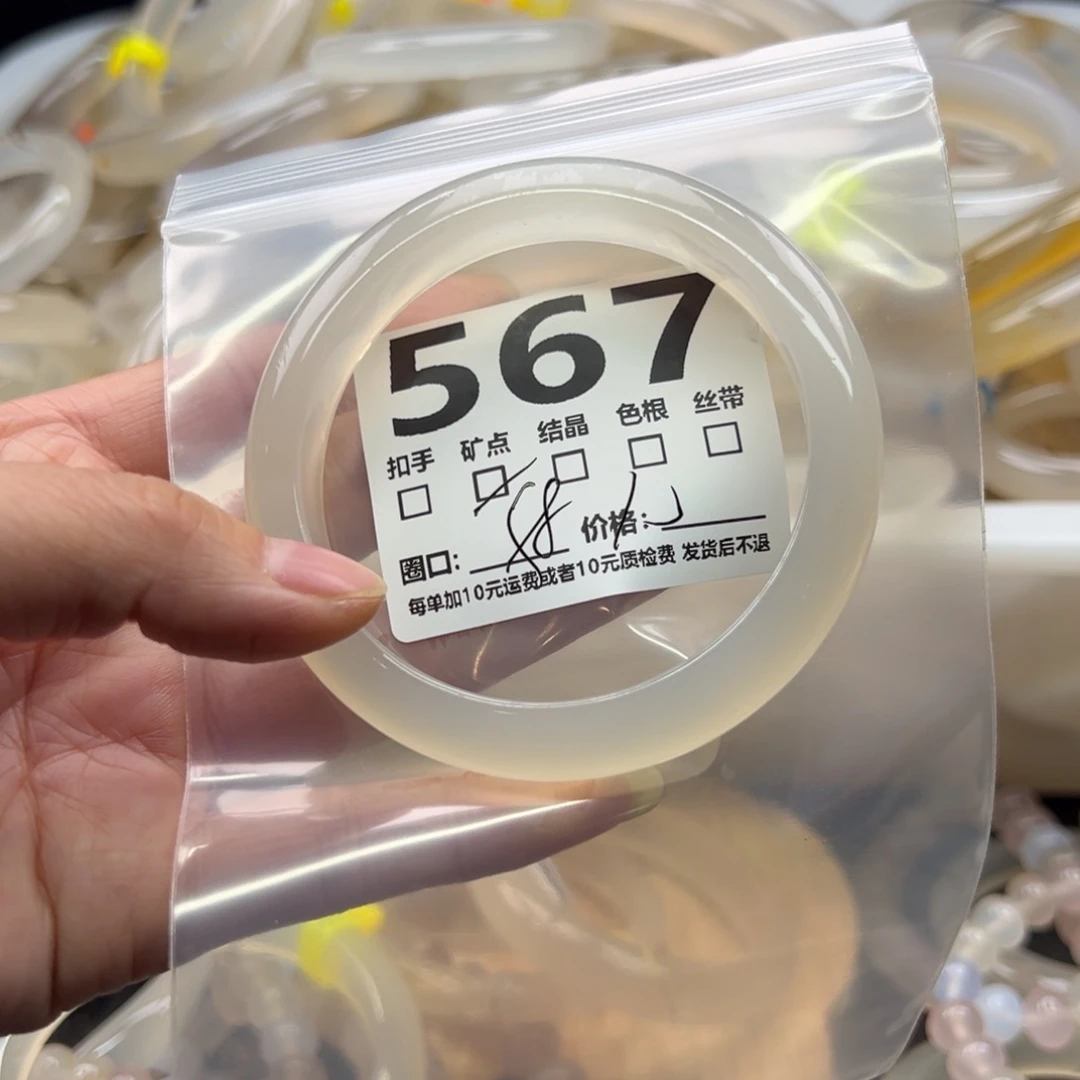 567
扣手 矿点 结晶 色根 丝带
圈口: 58 价格:
每单加10元运费或者10元质检费 发货后不退